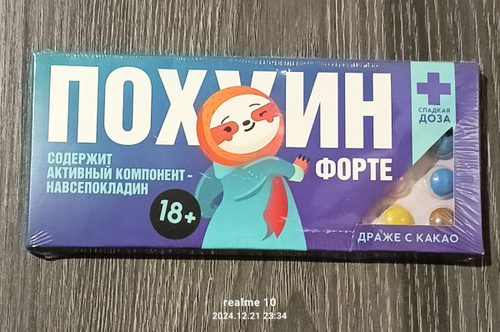 ПОХУИН
СЛАДКАЯ
ДОЗА
СОДЕРЖИТ
АКТИВНЫЙ КОМПОНЕНТ-
НАВСЕПОКЛАДИН
ФОРТЕ
18+
ДРАЖЕ С КАКАО
realme 10
2024.12.21 23:34